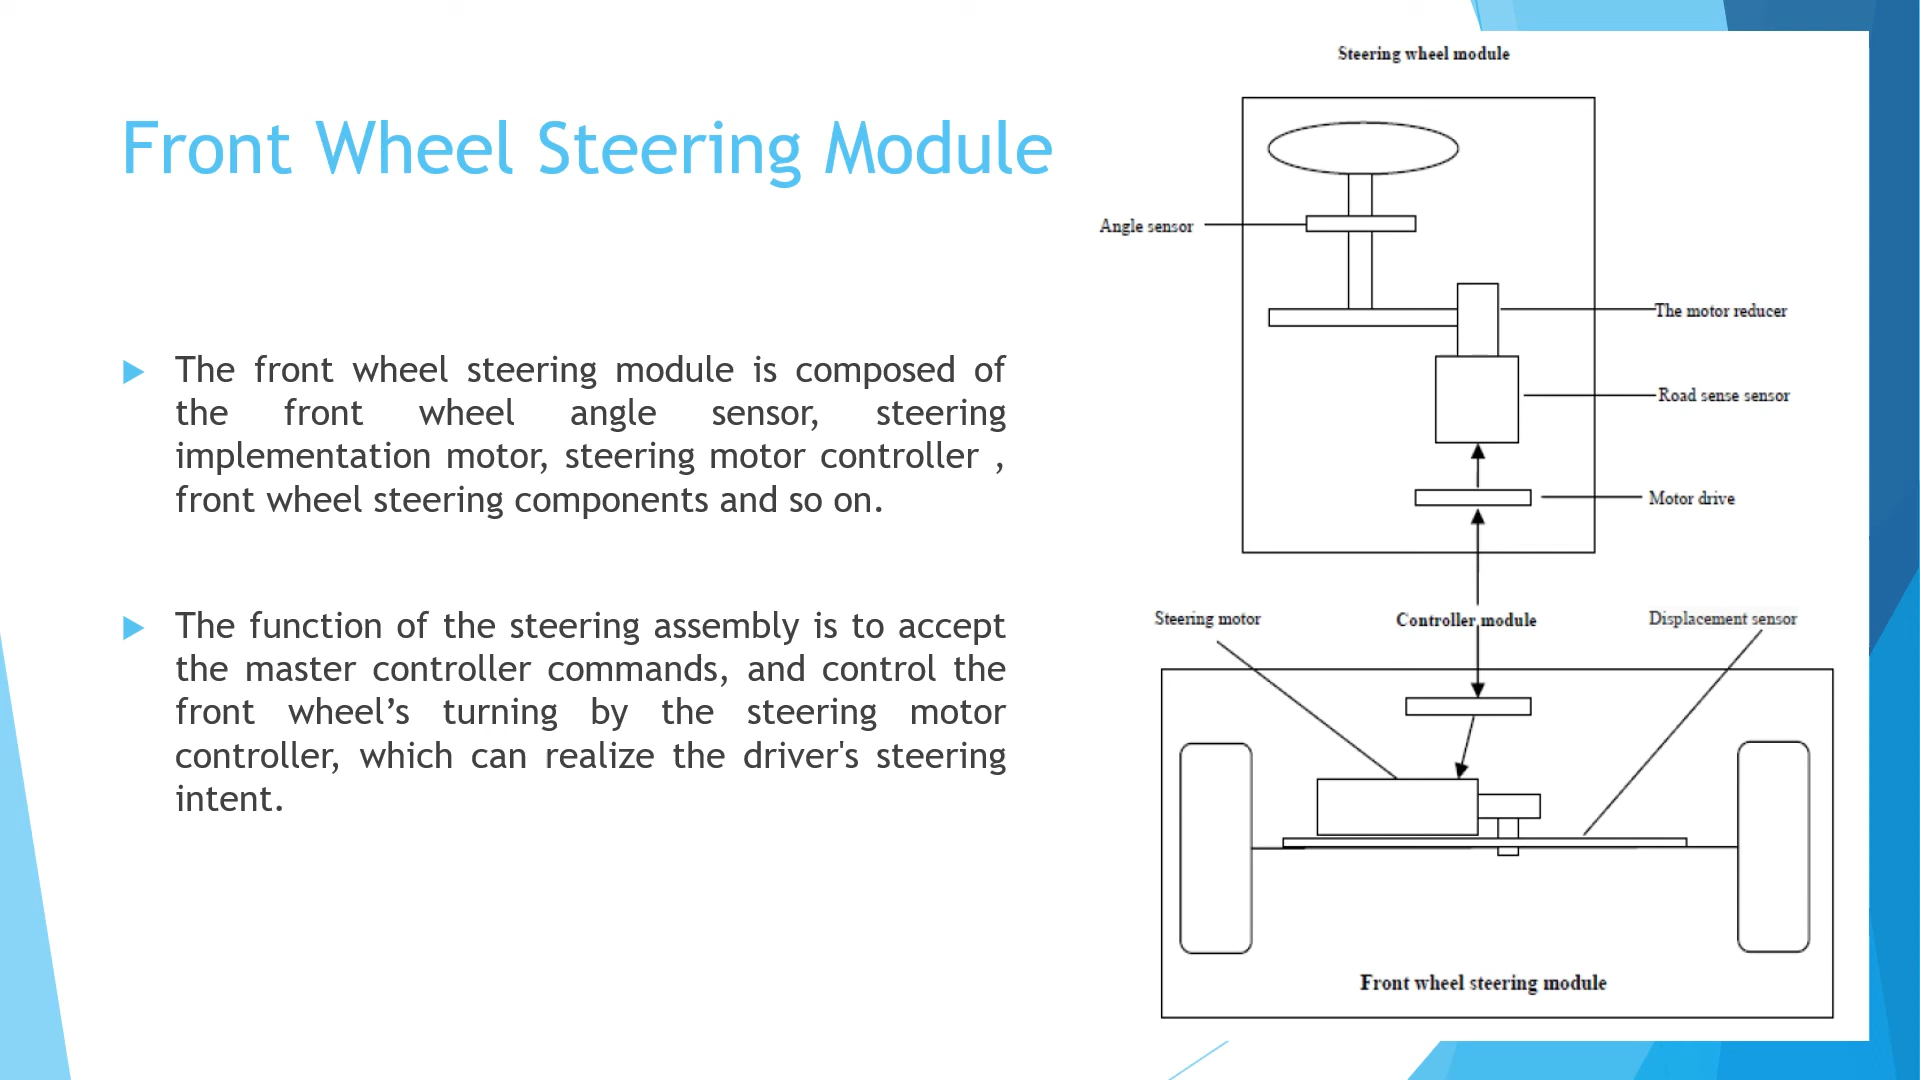 Front Wheel Steering Module
The front wheel steering module is composed of
the front wheel angle sensor, steering
implementation motor, steering motor controller ,
front wheel steering components and so on.
The function of the steering assembly is to accept
the master controller commands, and control the
front wheel’s turning by the steering motor
controller, which can realize the driver's steering
intent.
Steering wheel module
Angle sensor
The motor reducer
Road sense sensor
Motor drive
Steering motor
Controller module
Displacement sensor
Front wheel steering module